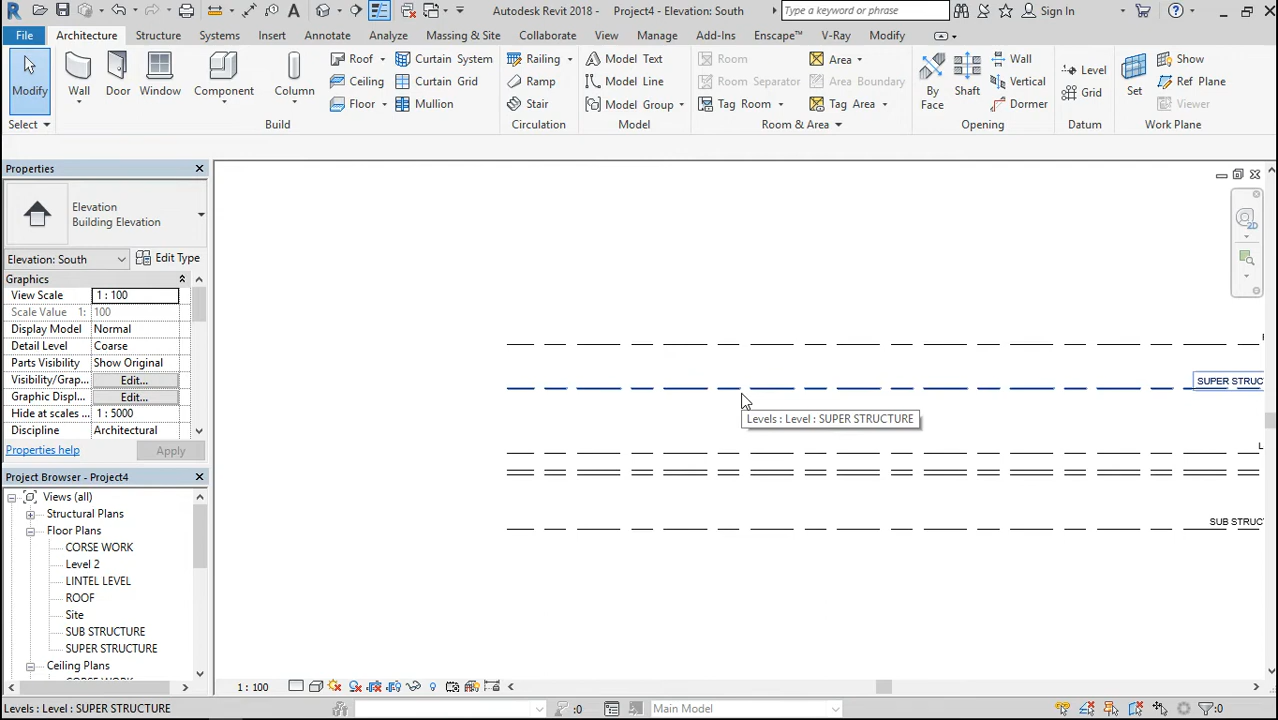 Autodesk Revit 2018 - Project4 - Elevation: South
Type a keyword or phrase
Sign In
File Architecture Structure Systems Insert Annotate Analyze Massing & Site Collaborate View Manage Add-Ins Enscape™ V-Ray Modify
Modify Wall Door Window Component Column
Roof Curtain System
Ceiling Curtain Grid
Floor Mullion
Railing
Ramp
Stair
Model Text
Model Line
Model Group
Room Area
Room Separator Area Boundary
Tag Room Tag Area
By Face Shaft
Wall
Vertical
Dormer
Level
Grid
Set
Show
Ref Plane
Viewer
Select Build Circulation Model Room & Area Opening Datum Work Plane
Properties
Elevation
Building Elevation
Elevation: South Edit Type
Graphics
View Scale 1 : 100
Scale Value 1: 100
Display Model Normal
Detail Level Coarse
Parts Visibility Show Original
Visibility/Grap... Edit...
Graphic Displ... Edit...
Hide at scales ... 1 : 5000
Discipline Architectural
Properties help Apply
Project Browser - Project4
Views (all)
Structural Plans
Floor Plans
CORSE WORK
Level 2
LINTEL LEVEL
ROOF
Site
SUB STRUCTURE
SUPER STRUCTURE
Ceiling Plans
2D
SUPER STRUC
Levels : Level : SUPER STRUCTURE
L
SUB STRUC
1 : 100
Levels : Level : SUPER STRUCTURE
:0
Main Model
:0